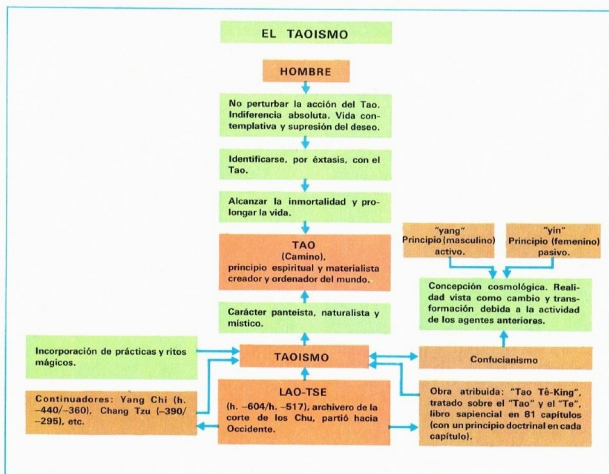 EL TAOISMO
HOMBRE
No perturbar la acción del Tao.
Indiferencia absoluta. Vida con-
templativa y supresión del deseo.
Identificarse, por éxtasis, con el
Tao.
Alcanzar la inmortalidad y pro-
longar la vida.
TAO
(Camino),
principio espiritual y materialista
creador y ordenador del mundo.
"yang"
Principio (masculino)
activo.
"yin"
Principio (femenino)
pasivo.
Concepción cosmológica. Reali-
dad vista como cambio y trans-
formación debida a la actividad
de los agentes anteriores.
Carácter panteísta, naturalista y
místico.
Incorporación de prácticas y ritos
mágicos.
TAOISMO
Confucianismo
Continuadores: Yang Chi (h.
-440/-360), Chang Tzu (-390/
-295), etc.
LAO-TSE
(h. -604/h. -517), archivero de la
corte de los Chu, partió hacia
Occidente.
Obra atribuida: "Tao Tê-King",
tratado sobre el "Tao" y el "Te",
libro sapiencial en 81 capítulos
(con un principio doctrinal en cada
capítulo).